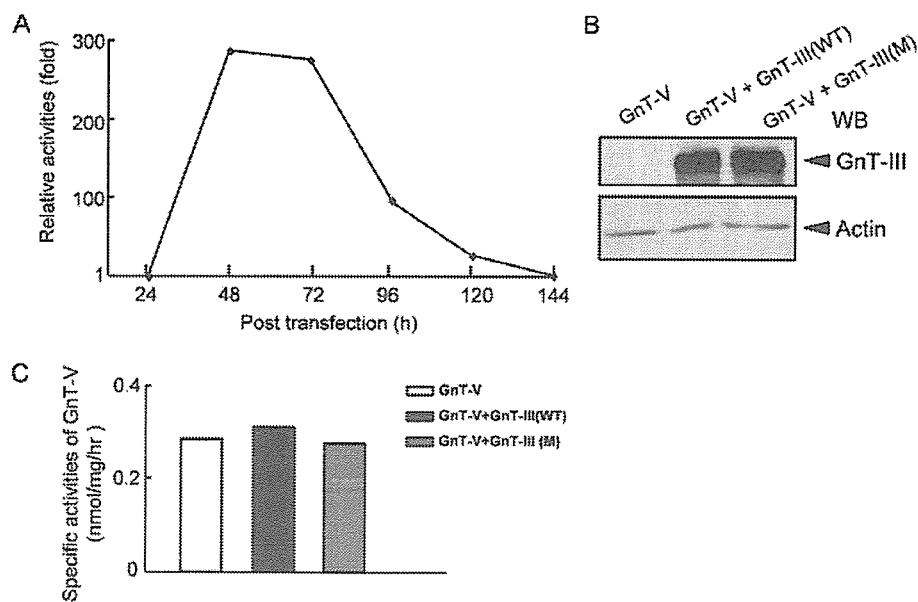 A
Relative activities (fold)
300
200
100
1
24 48 72 96 120 144
Post transfection (h)
B
GnT-V
GnT-V + GnT-III(WT)
GnT-V + GnT-III(M)
WB
GnT-III
Actin
C
Specific activities of GnT-V
(nmol/mg/hr)
0.4
0.2
0
GnT-V
GnT-V+GnT-III(WT)
GnT-V+GnT-III (M)